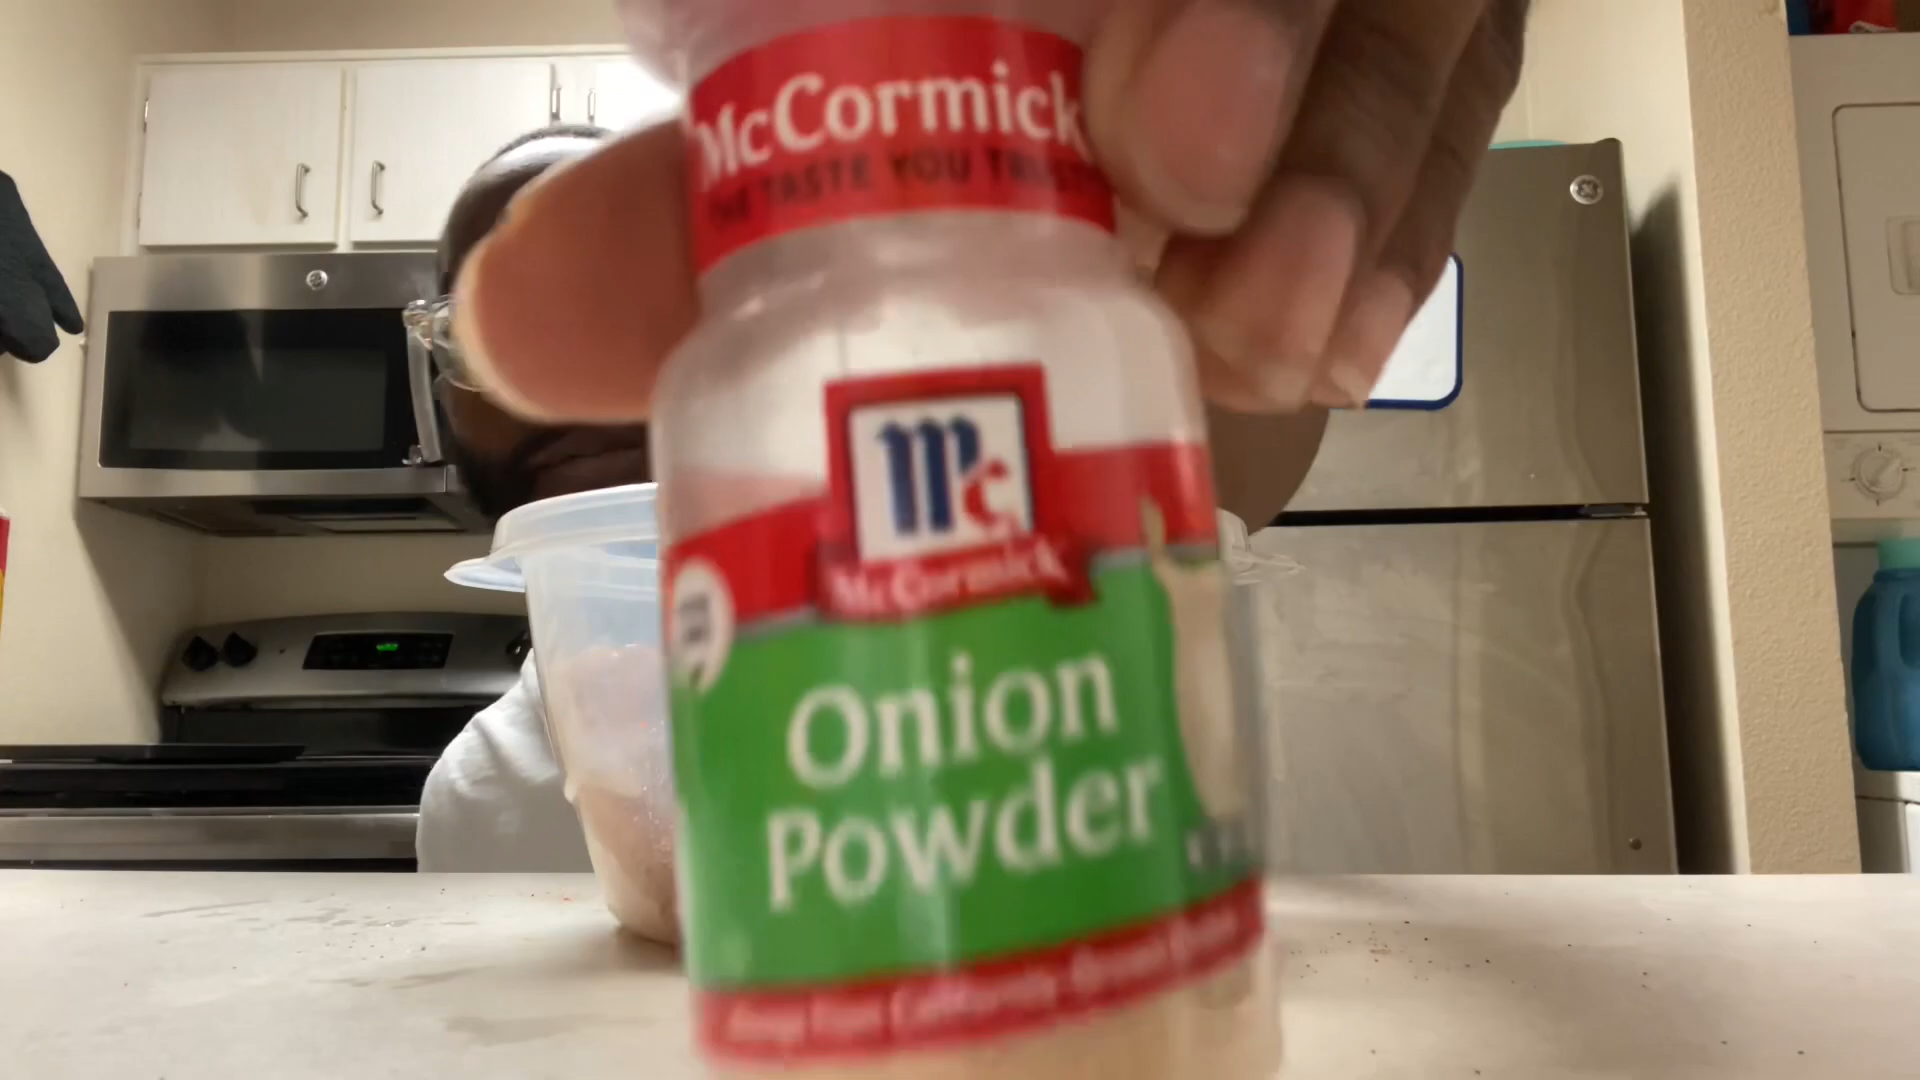 McCormick
THE TASTE YOU TRUST
Mc
McCormick
Onion
Powder